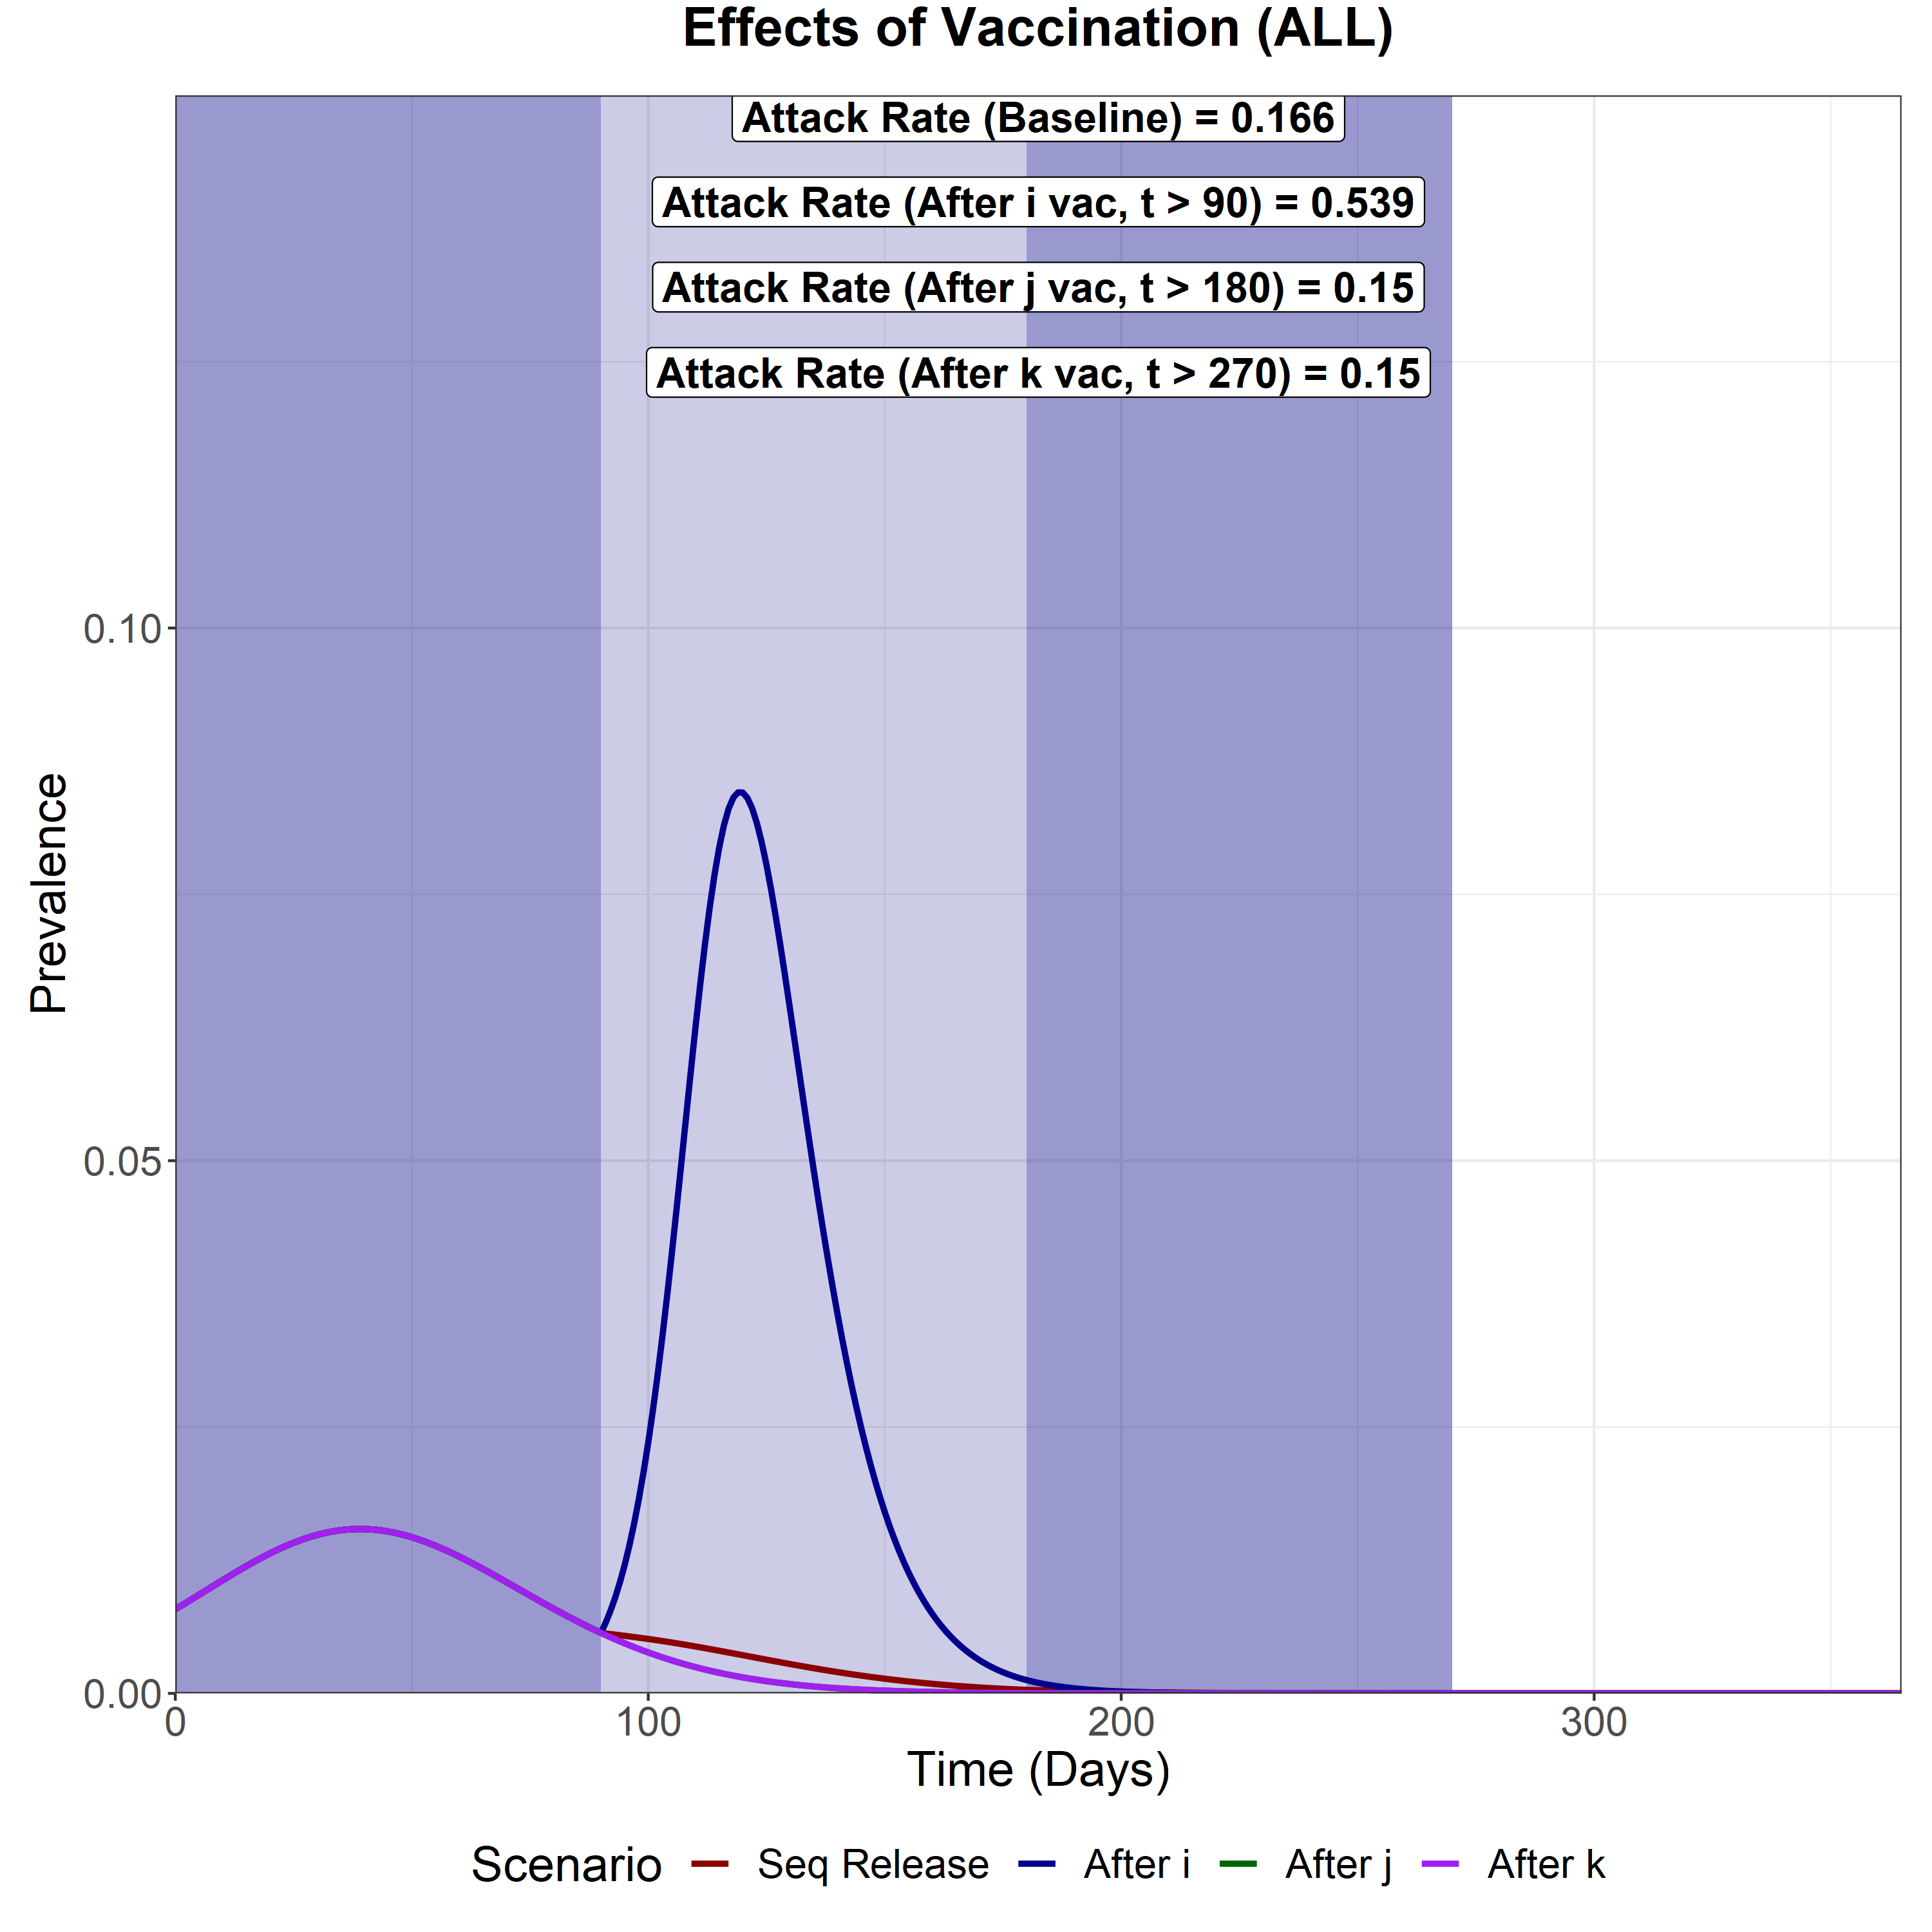 Effects of Vaccination (ALL)
Attack Rate (Baseline) = 0.166
Attack Rate (After i vac, t > 90) = 0.539
Attack Rate (After j vac, t > 180) = 0.15
Attack Rate (After k vac, t > 270) = 0.15
Prevalence
0.10
0.05
0.00
0 100 200 300
Time (Days)
Scenario Seq Release After i After j After k